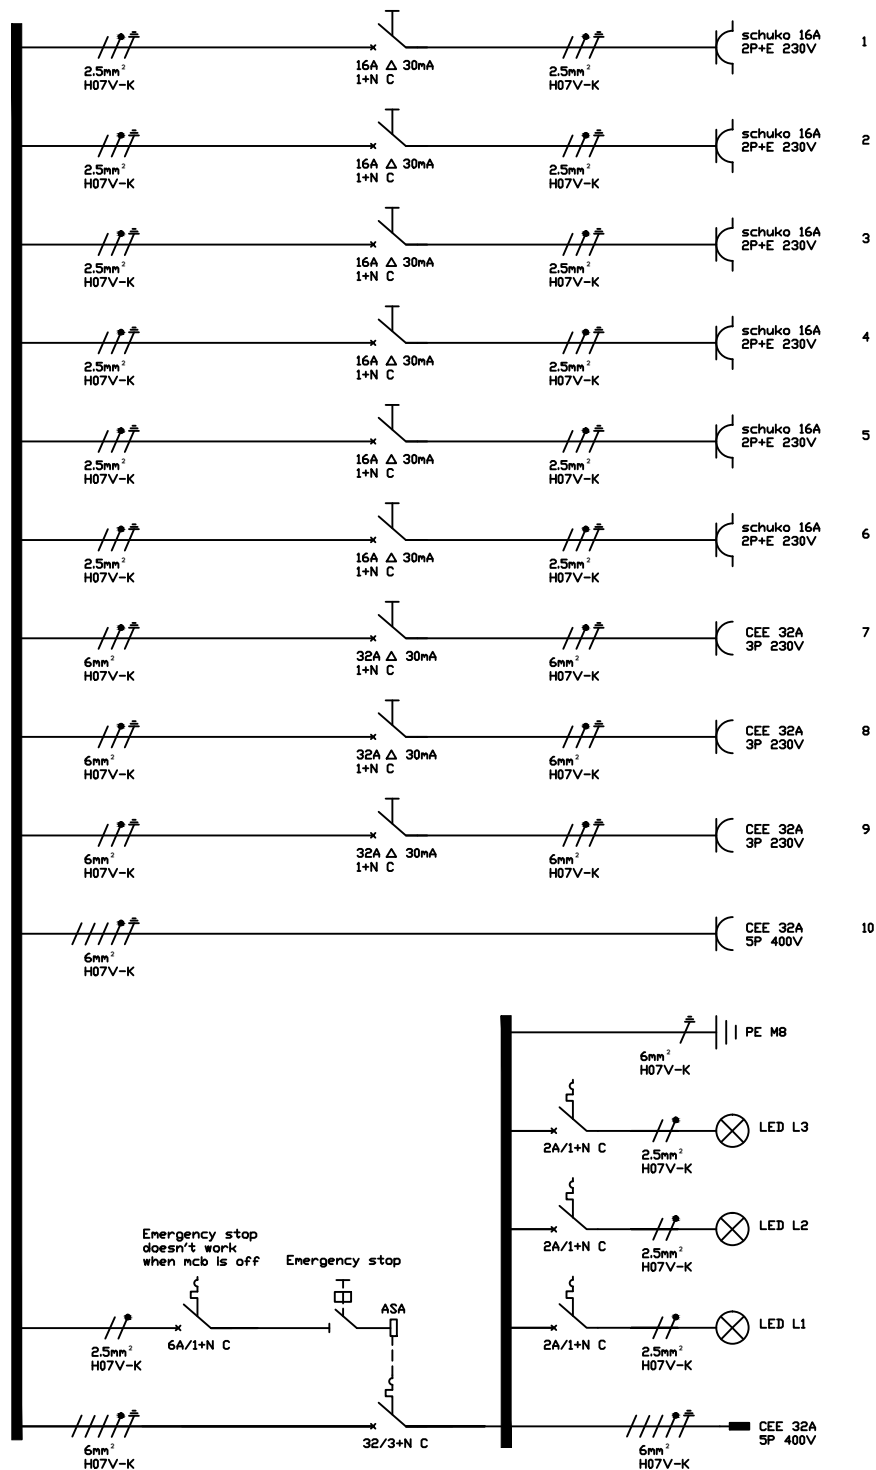 schuko 16A 1
2P+E 230V
2.5mm²
H07V-K
16A Δ 30mA
1+N C
2.5mm²
H07V-K
schuko 16A 2
2P+E 230V
2.5mm²
H07V-K
16A Δ 30mA
1+N C
2.5mm²
H07V-K
schuko 16A 3
2P+E 230V
2.5mm²
H07V-K
16A Δ 30mA
1+N C
2.5mm²
H07V-K
schuko 16A 4
2P+E 230V
2.5mm²
H07V-K
16A Δ 30mA
1+N C
2.5mm²
H07V-K
schuko 16A 5
2P+E 230V
2.5mm²
H07V-K
16A Δ 30mA
1+N C
2.5mm²
H07V-K
schuko 16A 6
2P+E 230V
2.5mm²
H07V-K
16A Δ 30mA
1+N C
2.5mm²
H07V-K
CEE 32A 7
3P 230V
6mm²
H07V-K
32A Δ 30mA
1+N C
6mm²
H07V-K
CEE 32A 8
3P 230V
6mm²
H07V-K
32A Δ 30mA
1+N C
6mm²
H07V-K
CEE 32A 9
3P 230V
6mm²
H07V-K
32A Δ 30mA
1+N C
6mm²
H07V-K
CEE 32A 10
5P 400V
6mm²
H07V-K
PE M8
6mm²
H07V-K
LED L3
2A/1+N C
2.5mm²
H07V-K
LED L2
2A/1+N C
2.5mm²
H07V-K
Emergency stop
doesn't work
when mcb is off
Emergency stop
ASA
LED L1
6A/1+N C
2.5mm²
H07V-K
2A/1+N C
2.5mm²
H07V-K
CEE 32A
5P 400V
6mm²
H07V-K
32/3+N C
6mm²
H07V-K